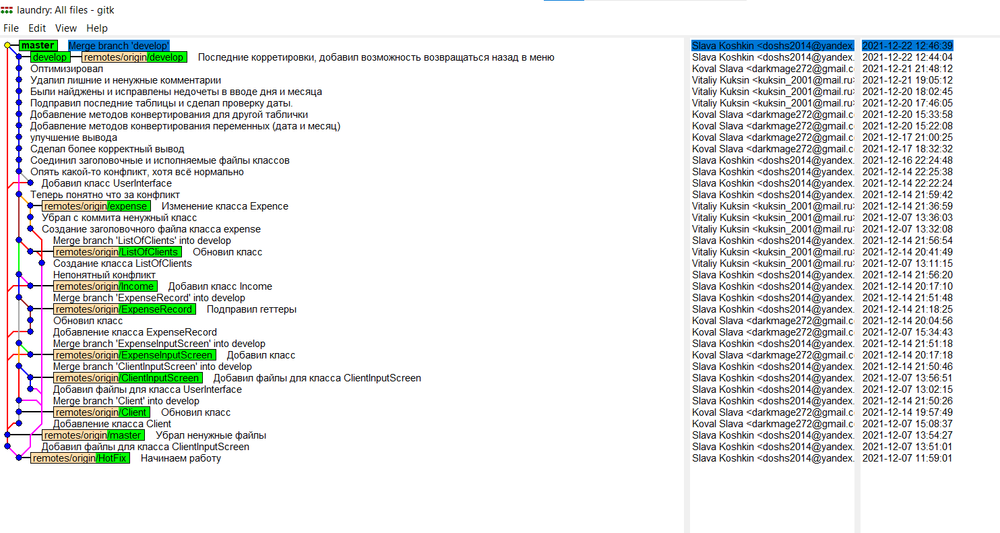 laundry: All files - gitk
File Edit View Help
master Merge branch 'develop' Slava Koshkin <doshs2014@yandex. 2021-12-22 12:46:39
develop remotes/origin/develop Последние корретировки, добавил возможность возвращаться назад в меню Slava Koshkin <doshs2014@yandex. 2021-12-22 12:44:04
Оптимизировал Koval Slava <darkmage272@gmail.c 2021-12-21 21:48:12
Удалил лишние и ненужные комментарии Vitaliy Kuksin <kuksin_2001@mail.ru> 2021-12-21 19:05:12
Были найджены и исправлены недочеты в вводе дня и месяца Vitaliy Kuksin <kuksin_2001@mail.ru> 2021-12-20 18:02:45
Подправил последние таблицы и сделал проверку даты. Vitaliy Kuksin <kuksin_2001@mail.ru> 2021-12-20 17:46:05
Добавление методов конвертирования для другой таблички Koval Slava <darkmage272@gmail.c 2021-12-20 15:33:58
Добавление методов конвертирования переменных (дата и месяц) Koval Slava <darkmage272@gmail.c 2021-12-20 15:22:08
улучшение вывода Koval Slava <darkmage272@gmail.c 2021-12-17 21:00:25
Сделал более корректный вывод Koval Slava <darkmage272@gmail.c 2021-12-17 18:32:32
Соединил заголовочные и исполняемые файлы классов Slava Koshkin <doshs2014@yandex. 2021-12-16 22:24:48
Опять какой-то конфликт, хотя всё нормально Slava Koshkin <doshs2014@yandex. 2021-12-14 22:25:38
Добавил класс UserInterface Slava Koshkin <doshs2014@yandex. 2021-12-14 22:22:24
Теперь понятно что за конфликт Slava Koshkin <doshs2014@yandex. 2021-12-14 21:59:42
remotes/origin/expense Изменение класса Expence Vitaliy Kuksin <kuksin_2001@mail.ru> 2021-12-14 21:36:59
Убрал с коммита ненужный класс Vitaliy Kuksin <kuksin_2001@mail.ru> 2021-12-07 13:36:03
Создание заголовочного файла класса expense Vitaliy Kuksin <kuksin_2001@mail.ru> 2021-12-07 13:32:08
Merge branch 'ListOfClients' into develop Slava Koshkin <doshs2014@yandex. 2021-12-14 21:56:54
remotes/origin/ListOfClients Обновил класс Vitaliy Kuksin <kuksin_2001@mail.ru> 2021-12-14 20:41:49
Создание класса ListOfClients Vitaliy Kuksin <kuksin_2001@mail.ru> 2021-12-07 13:11:15
Непонятный конфликт Slava Koshkin <doshs2014@yandex. 2021-12-14 21:56:20
remotes/origin/Income Добавил класс Income Slava Koshkin <doshs2014@yandex. 2021-12-14 20:17:10
Merge branch 'ExpenseRecord' into develop Slava Koshkin <doshs2014@yandex. 2021-12-14 21:51:48
remotes/origin/ExpenseRecord Подправил геттеры Slava Koshkin <doshs2014@yandex. 2021-12-14 21:18:25
Обновил класс Koval Slava <darkmage272@gmail.c 2021-12-14 20:04:56
Добавление класса ExpenseRecord Koval Slava <darkmage272@gmail.c 2021-12-07 15:34:43
Merge branch 'ExpenseInputScreen' into develop Slava Koshkin <doshs2014@yandex. 2021-12-14 21:51:18
remotes/origin/ExpenseInputScreen Добавил класс Koval Slava <darkmage272@gmail.c 2021-12-14 20:17:18
Merge branch 'ClientInputScreen' into develop Slava Koshkin <doshs2014@yandex. 2021-12-14 21:50:46
remotes/origin/ClientInputScreen Добавил файлы для класса ClientInputScreen Slava Koshkin <doshs2014@yandex. 2021-12-07 13:56:51
Добавил файлы для класса UserInterface Slava Koshkin <doshs2014@yandex. 2021-12-07 13:02:15
Merge branch 'Client' into develop Slava Koshkin <doshs2014@yandex. 2021-12-14 21:50:26
remotes/origin/Client Обновил класс Koval Slava <darkmage272@gmail.c 2021-12-14 19:57:49
Добавление класса Client Koval Slava <darkmage272@gmail.c 2021-12-07 15:08:37
remotes/origin/master Убрал ненужные файлы Slava Koshkin <doshs2014@yandex. 2021-12-07 13:54:27
Добавил файлы для класса ClientInputScreen Slava Koshkin <doshs2014@yandex. 2021-12-07 13:51:01
remotes/origin/HotFix Начинаем работу Slava Koshkin <doshs2014@yandex. 2021-12-07 11:59:01